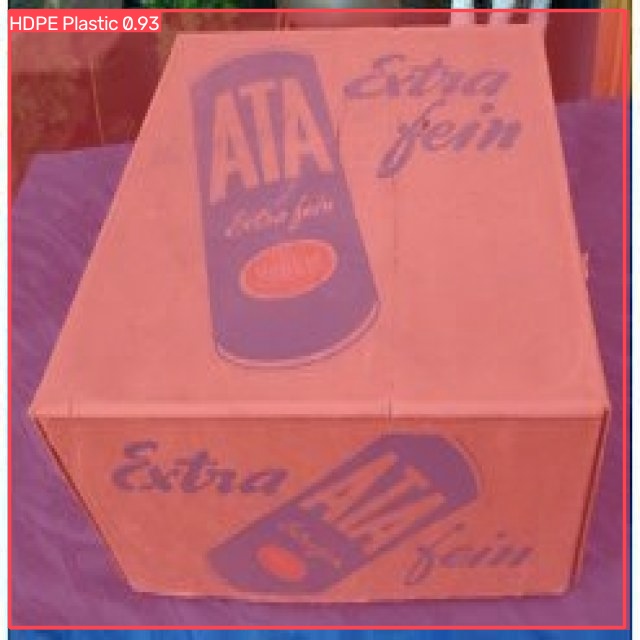 HDPE Plastic 0.93
Extra
fein
ATA
Extra fein
Extra
ATA
fein